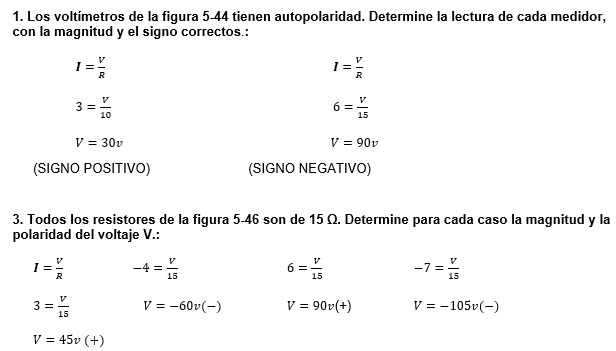 1. Los voltímetros de la figura 5-44 tienen autopolaridad. Determine la lectura de cada medidor,
con la magnitud y el signo correctos.:
I = V/R I = V/R
3 = V/10 6 = V/15
V = 30v V = 90v
(SIGNO POSITIVO) (SIGNO NEGATIVO)
3. Todos los resistores de la figura 5-46 son de 15 Ω. Determine para cada caso la magnitud y la
polaridad del voltaje V.:
I = V/R −4 = V/15 6 = V/15 −7 = V/15
3 = V/15 V = −60v(−) V = 90v(+) V = −105v(−)
V = 45v (+)